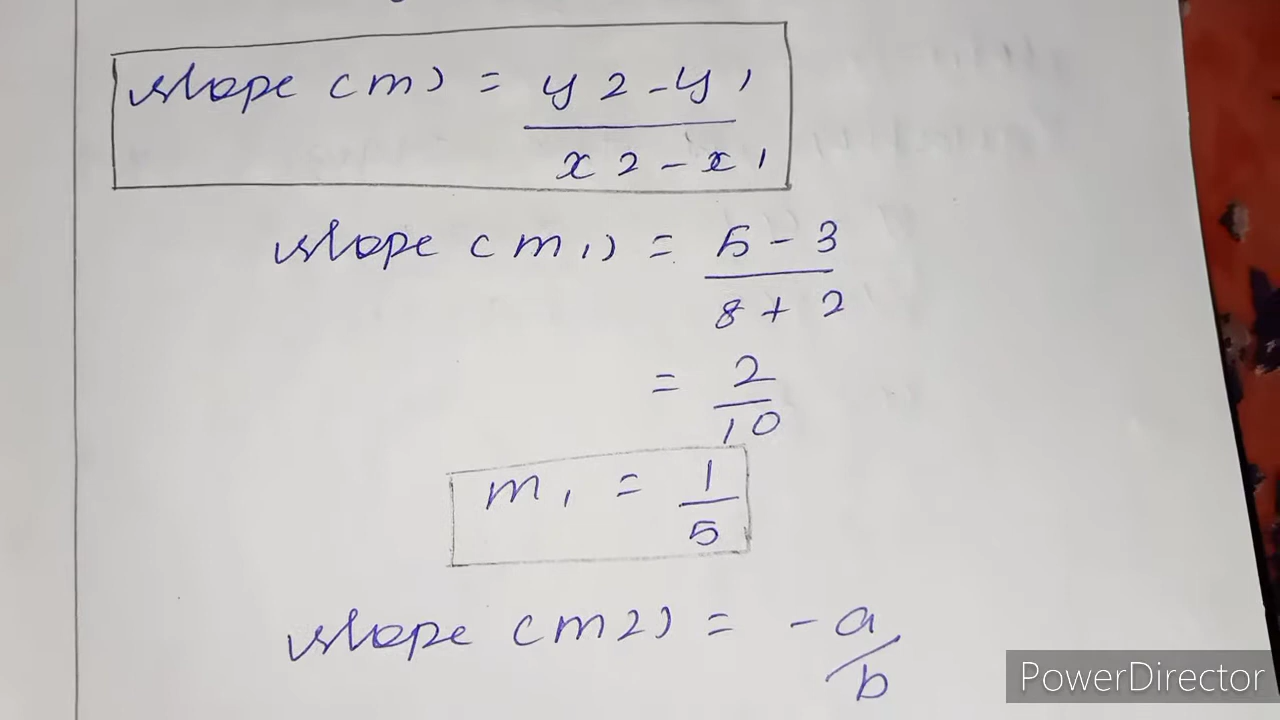 slope (m) = y2 - y1
x2 - x1
slope (m1) = 5 - 3
8 + 2
= 2
10
m1 = 1
5
slope (m2) = -a/b
PowerDirector